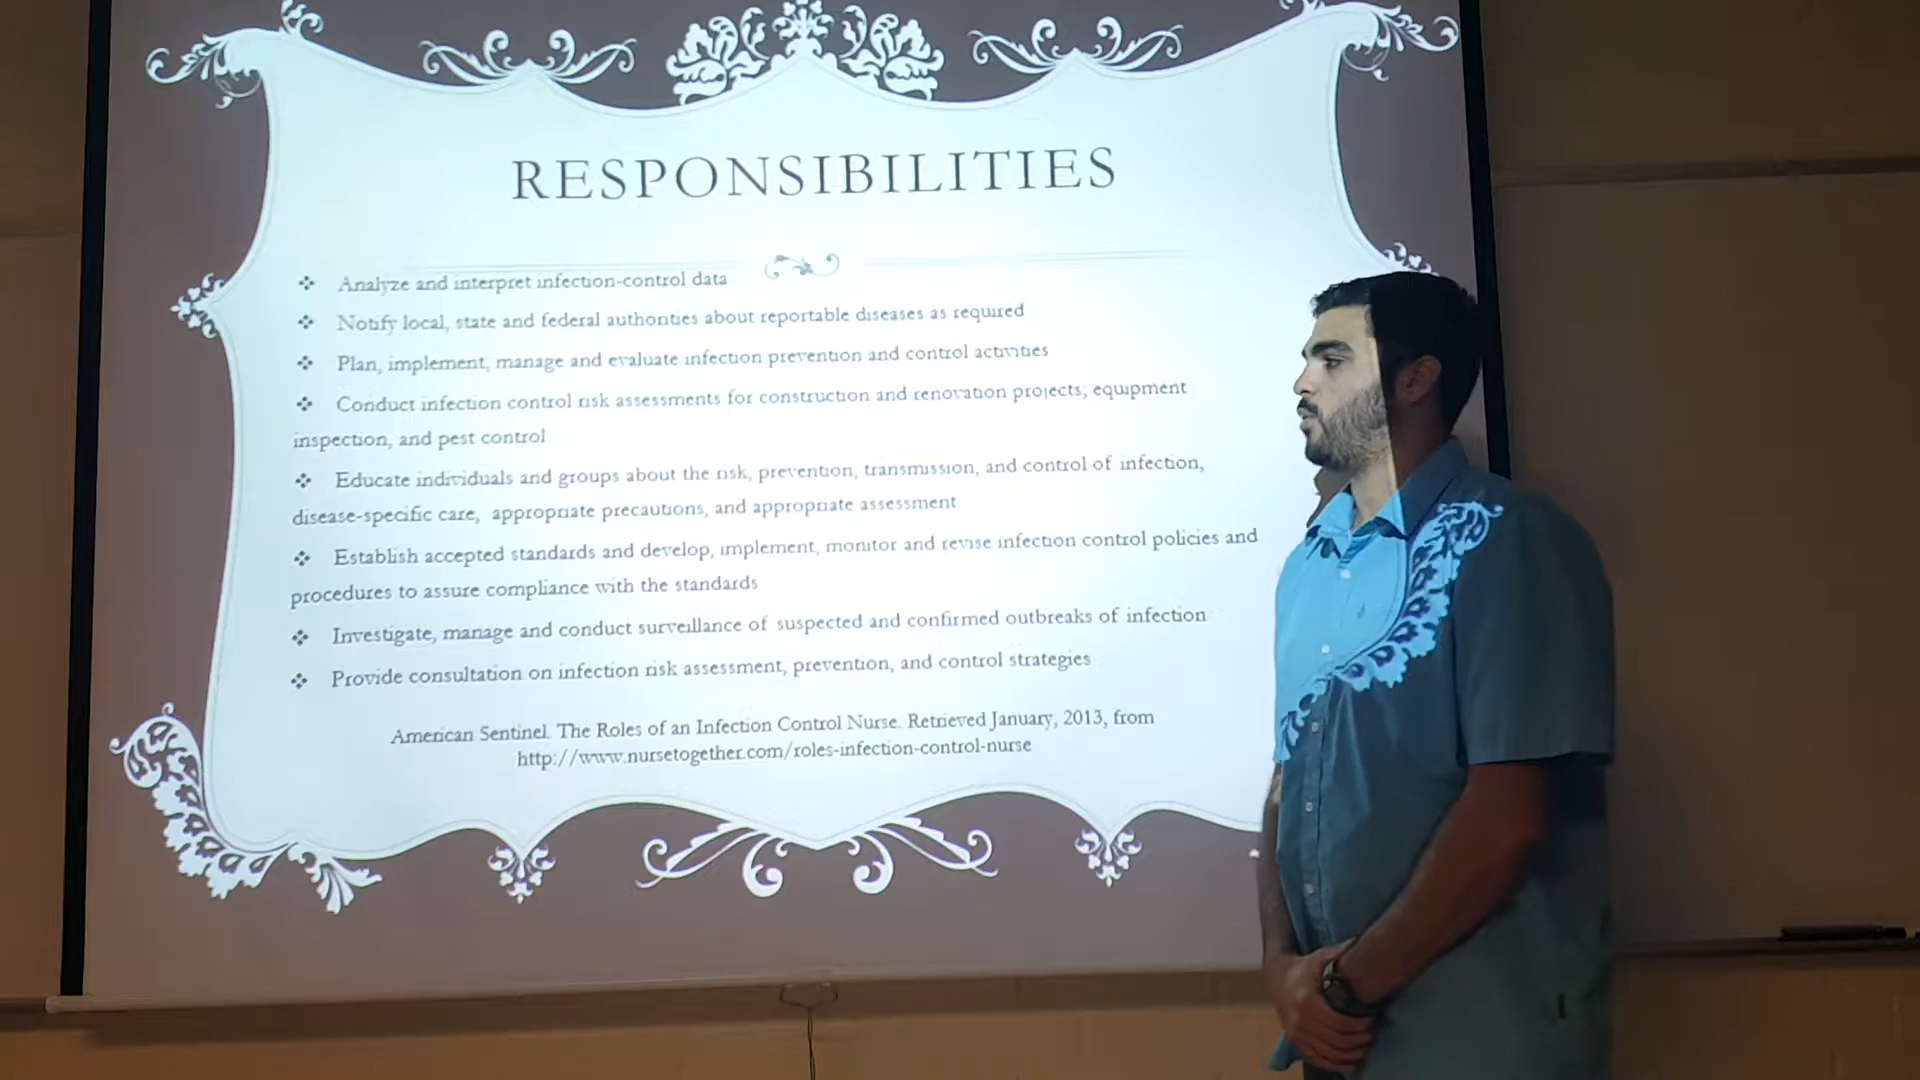 RESPONSIBILITIES
❖ Analyze and interpret infection-control data
❖ Notify local, state and federal authorities about reportable diseases as required
❖ Plan, implement, manage and evaluate infection prevention and control activities
❖ Conduct infection control risk assessments for construction and renovation projects, equipment
inspection, and pest control
❖ Educate individuals and groups about the risk, prevention, transmission, and control of infection,
disease-specific care, appropriate precautions, and appropriate assessment
❖ Establish accepted standards and develop, implement, monitor and revise infection control policies and
procedures to assure compliance with the standards
❖ Investigate, manage and conduct surveillance of suspected and confirmed outbreaks of infection
❖ Provide consultation on infection risk assessment, prevention, and control strategies
American Sentinel. The Roles of an Infection Control Nurse. Retrieved January, 2013, from
http://www.nursetogether.com/roles-infection-control-nurse